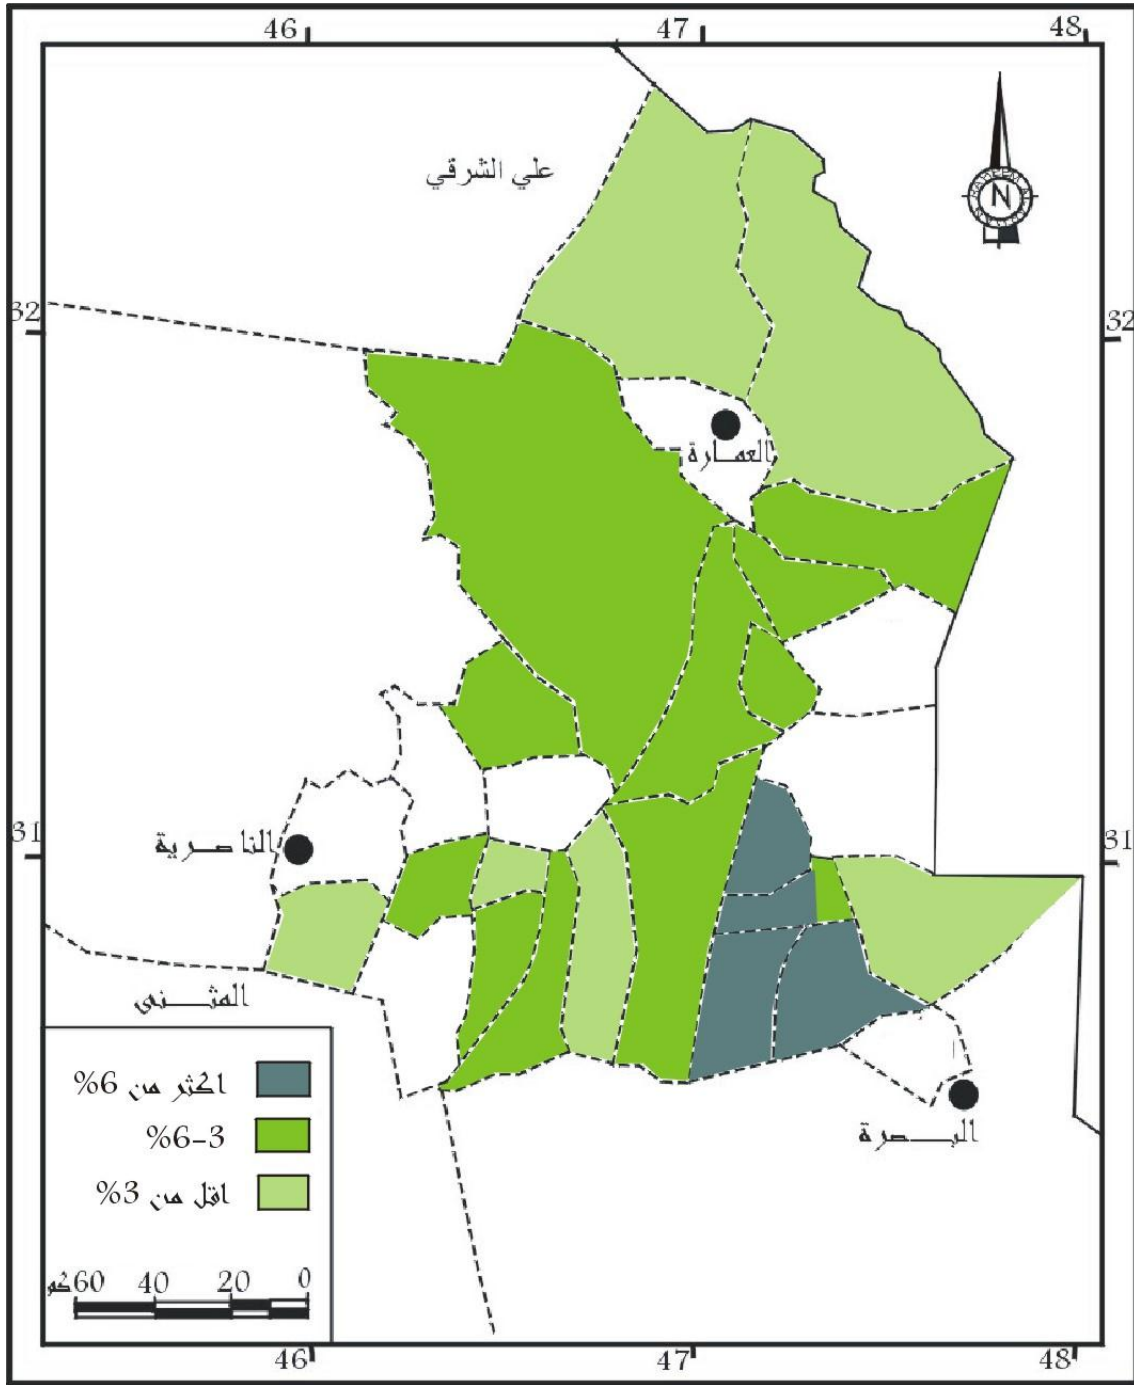 46 47 48
علي الشرقي
N
32 32
العمارة
31 31
الناصرية
المثنى
اكثر من 6%
3-6%
اقل من 3%
البصرة
60كم 40 20 0
46 47 48